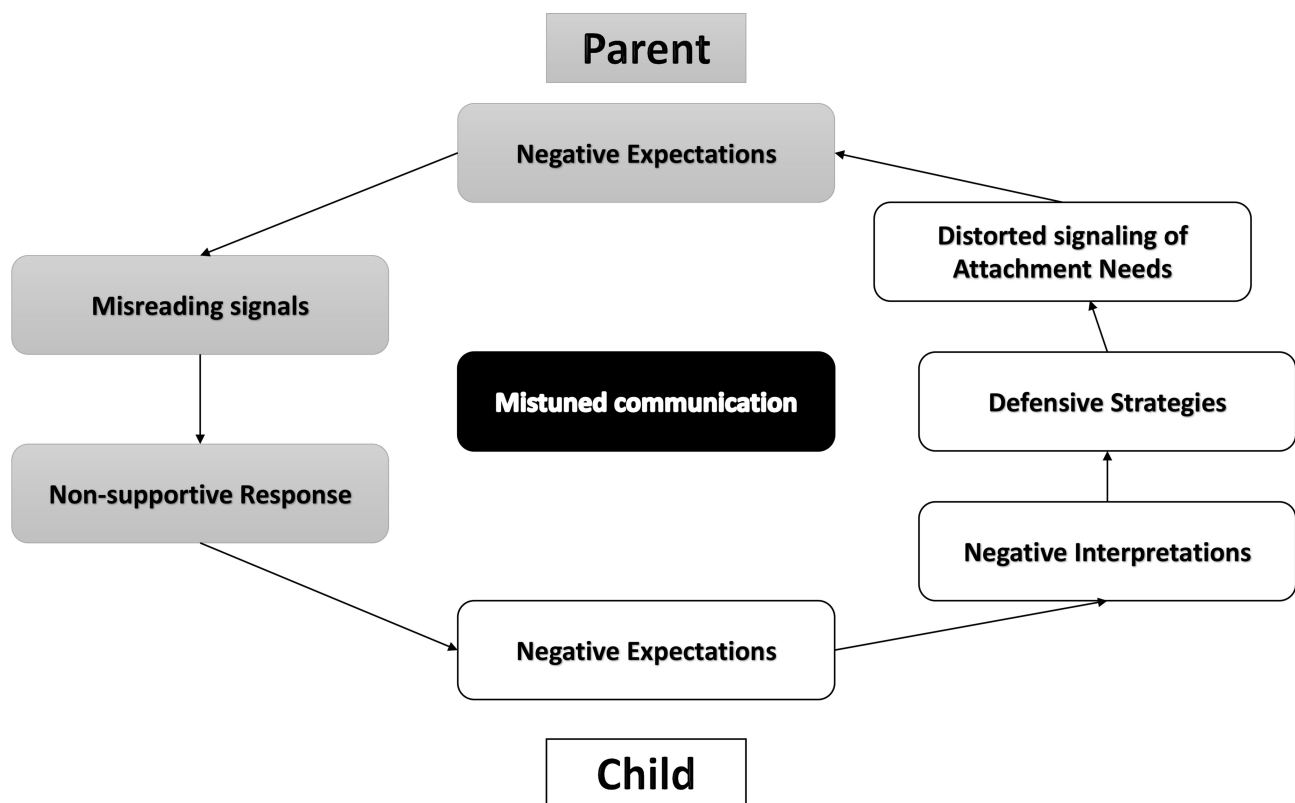 Parent
Negative Expectations
Distorted signaling of
Attachment Needs
Misreading signals
Mistuned communication
Defensive Strategies
Non-supportive Response
Negative Interpretations
Negative Expectations
Child